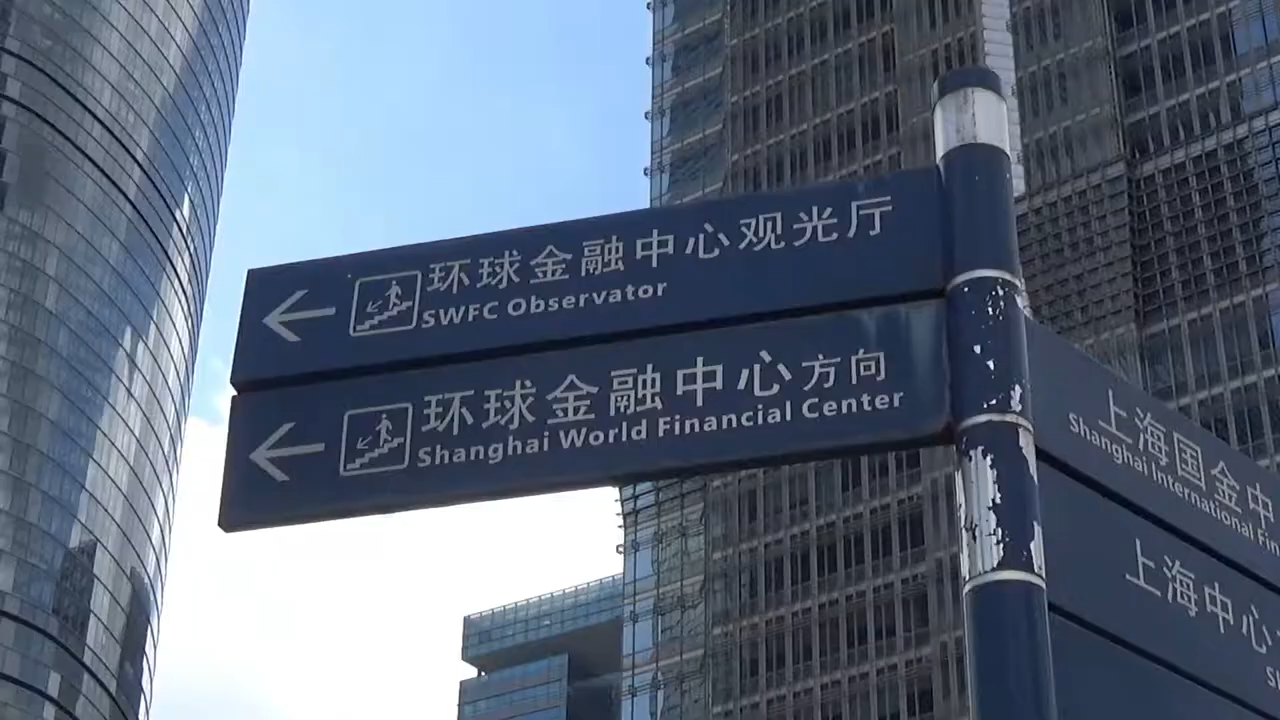 环球金融中心观光厅
SWFC Observator
环球金融中心方向
Shanghai World Financial Center
上海国金中
Shanghai International Fin
上海中心